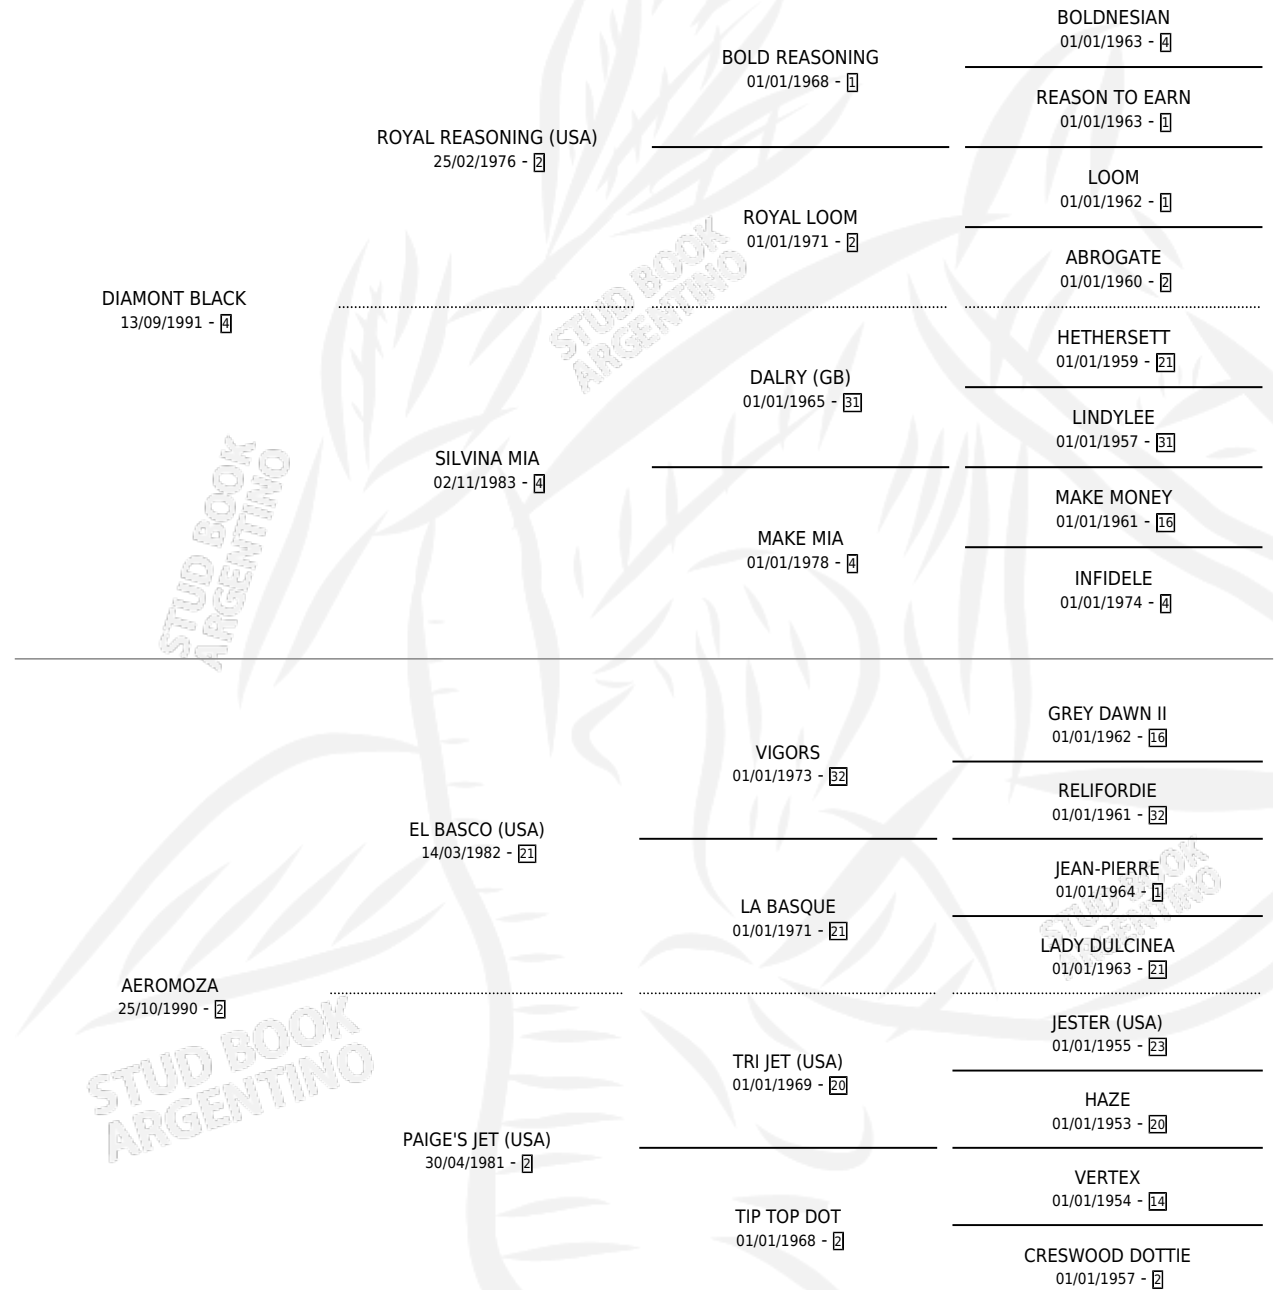 BOLDNESIAN
01/01/1963 - 4
BOLD REASONING
01/01/1968 - 1
REASON TO EARN
01/01/1963 - 1
ROYAL REASONING (USA)
25/02/1976 - 2
LOOM
01/01/1962 - 1
ROYAL LOOM
01/01/1971 - 2
ABROGATE
01/01/1960 - 2
DIAMONT BLACK
13/09/1991 - 4
HETHERSETT
01/01/1959 - 21
DALRY (GB)
01/01/1965 - 31
LINDYLEE
01/01/1957 - 31
SILVINA MIA
02/11/1983 - 4
MAKE MONEY
01/01/1961 - 16
MAKE MIA
01/01/1978 - 4
INFIDELE
01/01/1974 - 4
GREY DAWN II
01/01/1962 - 16
VIGORS
01/01/1973 - 32
RELIFORDIE
01/01/1961 - 32
EL BASCO (USA)
14/03/1982 - 21
JEAN-PIERRE
01/01/1964 - 1
LA BASQUE
01/01/1971 - 21
LADY DULCINEA
01/01/1963 - 21
AEROMOZA
25/10/1990 - 2
JESTER (USA)
01/01/1955 - 23
TRI JET (USA)
01/01/1969 - 20
HAZE
01/01/1953 - 20
PAIGE'S JET (USA)
30/04/1981 - 2
VERTEX
01/01/1954 - 14
TIP TOP DOT
01/01/1968 - 2
CRESWOOD DOTTIE
01/01/1957 - 2
STUD BOOK
ARGENTINO
STUD BOOK
ARGENTINO
STUD BOOK
ARGENTINO
STUD BOOK
ARGENTINO